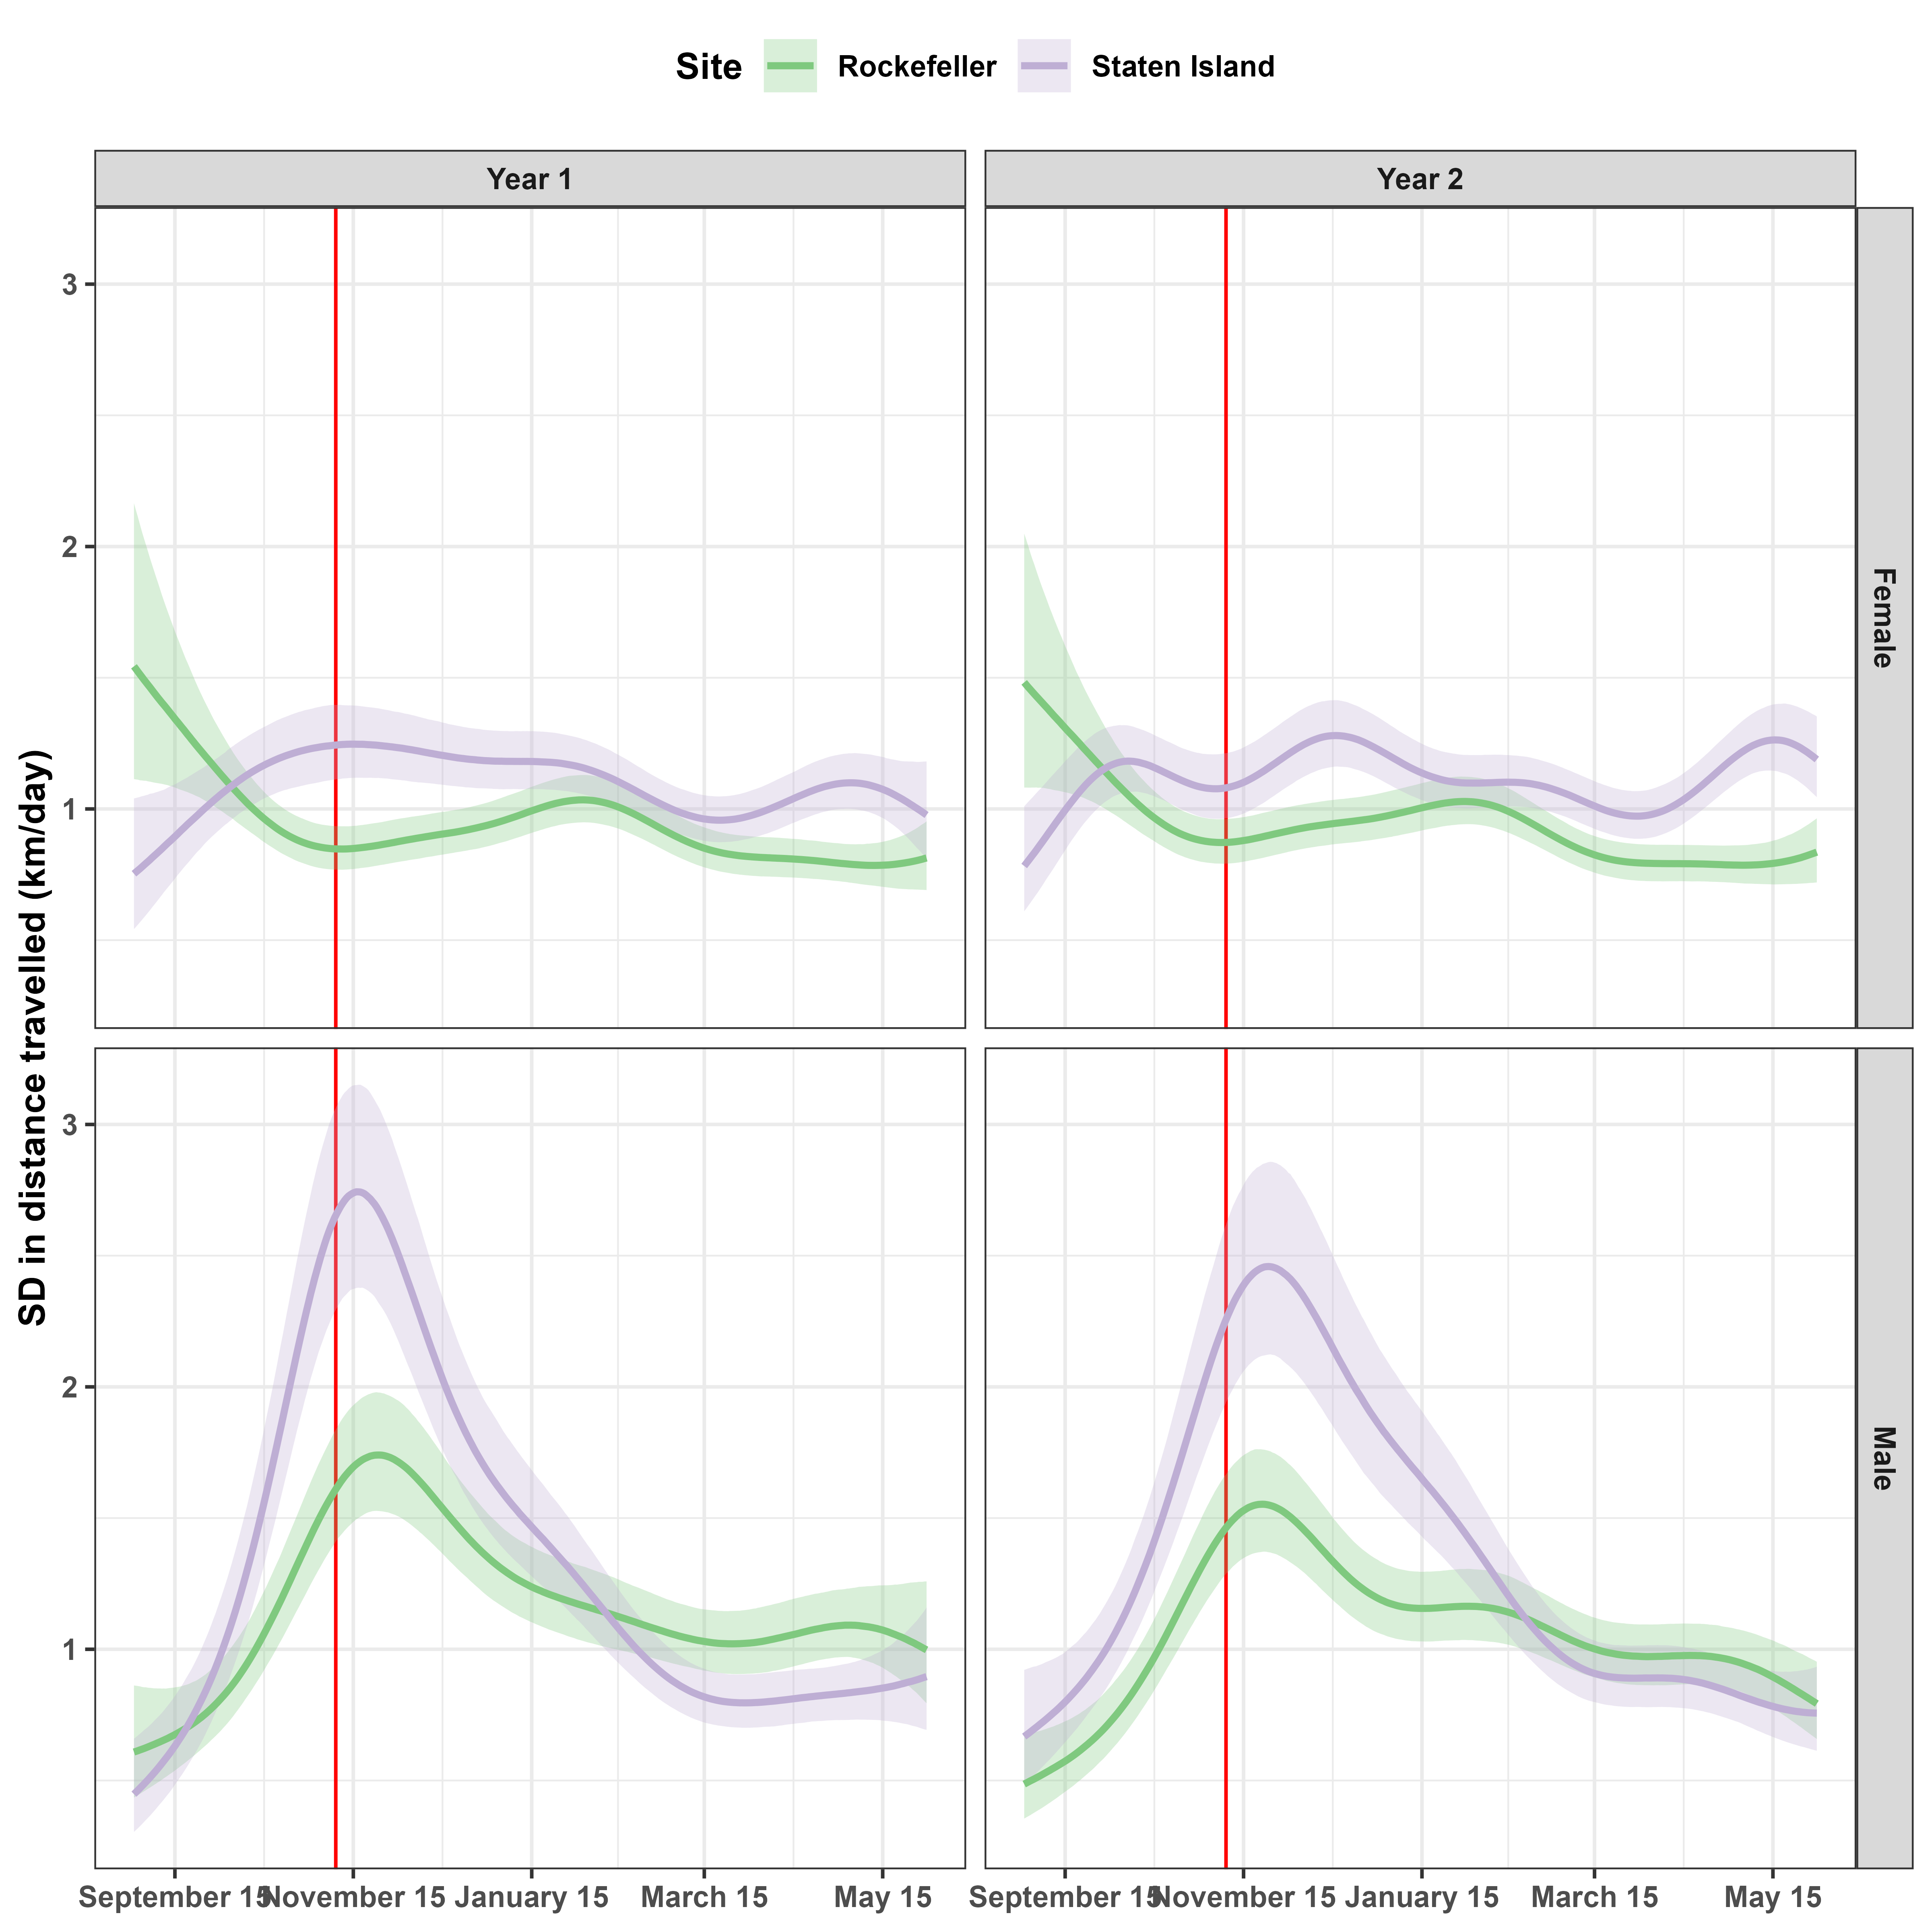 Site Rockefeller Staten Island
Year 1 Year 2
SD in distance travelled (km/day)
3
2
1
Female
3
2
1
Male
September 15 November 15 January 15 March 15 May 15 September 15 November 15 January 15 March 15 May 15